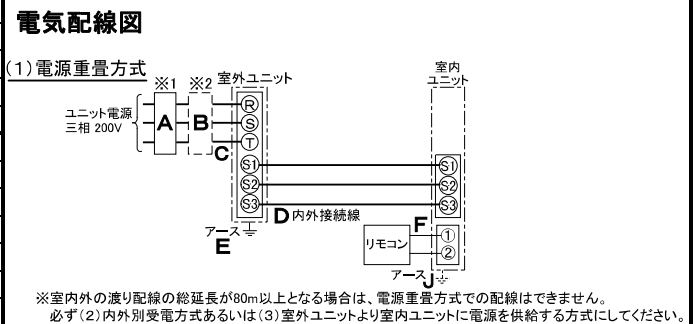 電気配線図
(1)電源重畳方式
※1 ※2 室外ユニット
室内
ユニット
ユニット電源
三相 200V
A
B
C
R
S
T
S1
S2
S3
S1
S2
S3
D 内外接続線
アース
E
F
リモコン
①
②
アース
J
※室内外の渡り配線の総延長が80m以上となる場合は、電源重畳方式での配線はできません。
必ず(2)内外別受電方式あるいは(3)室外ユニットより室内ユニットに電源を供給する方式にしてください。